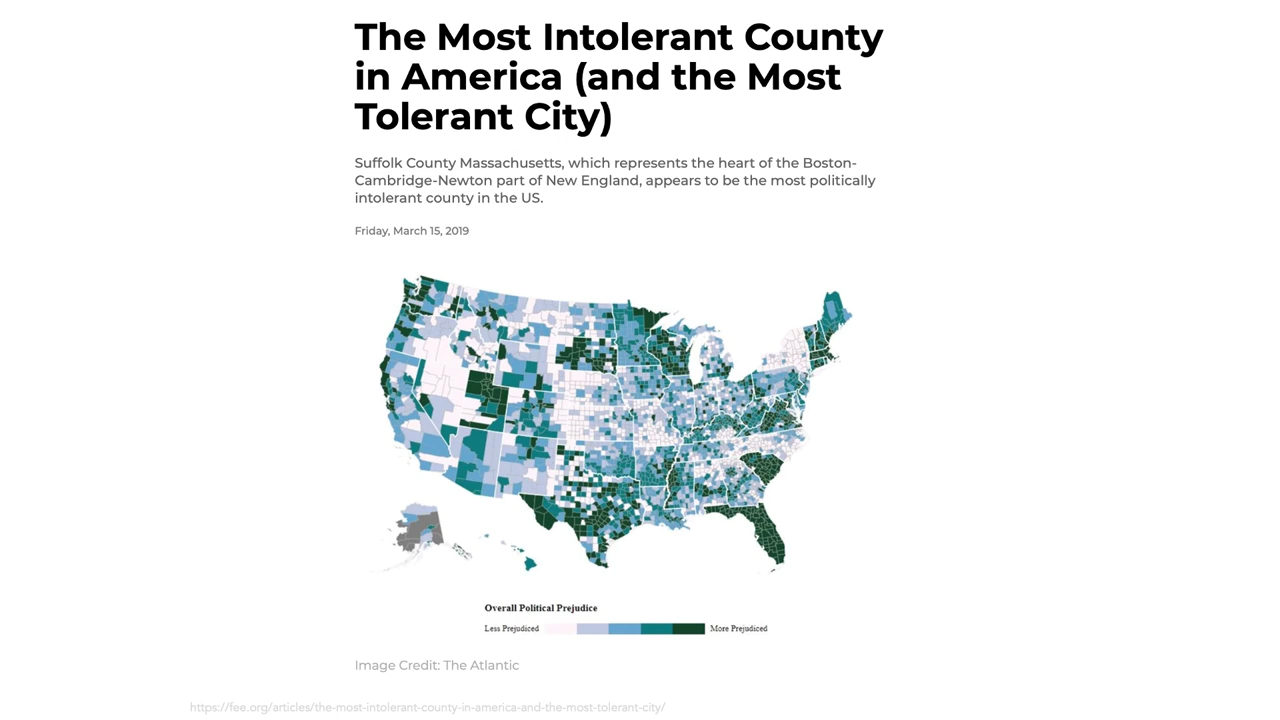 The Most Intolerant County
in America (and the Most
Tolerant City)
Suffolk County Massachusetts, which represents the heart of the Boston-
Cambridge-Newton part of New England, appears to be the most politically
intolerant county in the US.
Friday, March 15, 2019
Overall Political Prejudice
Less Prejudiced More Prejudiced
Image Credit: The Atlantic
https://fee.org/articles/the-most-intolerant-county-in-america-and-the-most-tolerant-city/